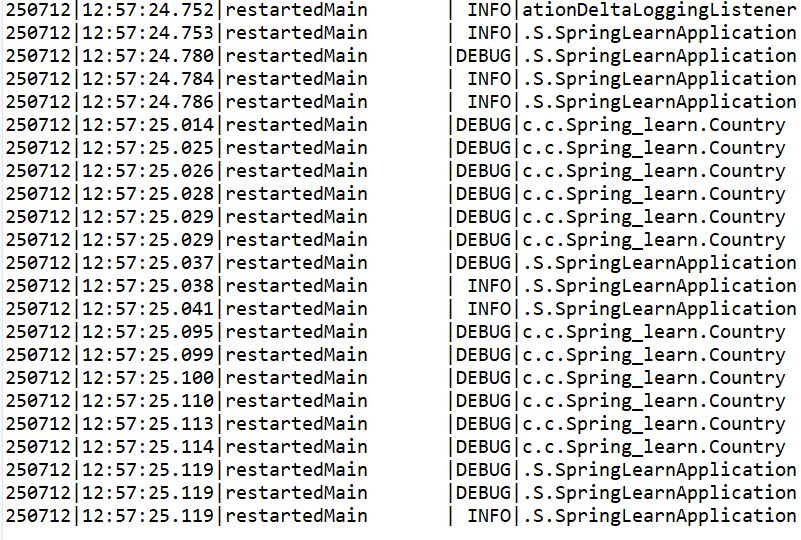 250712|12:57:24.752|restartedMain          | INFO|ationDeltaLoggingListener
250712|12:57:24.753|restartedMain          | INFO|.S.SpringLearnApplication
250712|12:57:24.780|restartedMain          |DEBUG|.S.SpringLearnApplication
250712|12:57:24.784|restartedMain          | INFO|.S.SpringLearnApplication
250712|12:57:24.786|restartedMain          | INFO|.S.SpringLearnApplication
250712|12:57:25.014|restartedMain          |DEBUG|c.c.Spring_learn.Country
250712|12:57:25.025|restartedMain          |DEBUG|c.c.Spring_learn.Country
250712|12:57:25.026|restartedMain          |DEBUG|c.c.Spring_learn.Country
250712|12:57:25.028|restartedMain          |DEBUG|c.c.Spring_learn.Country
250712|12:57:25.029|restartedMain          |DEBUG|c.c.Spring_learn.Country
250712|12:57:25.029|restartedMain          |DEBUG|c.c.Spring_learn.Country
250712|12:57:25.037|restartedMain          |DEBUG|.S.SpringLearnApplication
250712|12:57:25.038|restartedMain          | INFO|.S.SpringLearnApplication
250712|12:57:25.041|restartedMain          | INFO|.S.SpringLearnApplication
250712|12:57:25.095|restartedMain          |DEBUG|c.c.Spring_learn.Country
250712|12:57:25.099|restartedMain          |DEBUG|c.c.Spring_learn.Country
250712|12:57:25.100|restartedMain          |DEBUG|c.c.Spring_learn.Country
250712|12:57:25.110|restartedMain          |DEBUG|c.c.Spring_learn.Country
250712|12:57:25.113|restartedMain          |DEBUG|c.c.Spring_learn.Country
250712|12:57:25.114|restartedMain          |DEBUG|c.c.Spring_learn.Country
250712|12:57:25.119|restartedMain          |DEBUG|.S.SpringLearnApplication
250712|12:57:25.119|restartedMain          |DEBUG|.S.SpringLearnApplication
250712|12:57:25.119|restartedMain          | INFO|.S.SpringLearnApplication